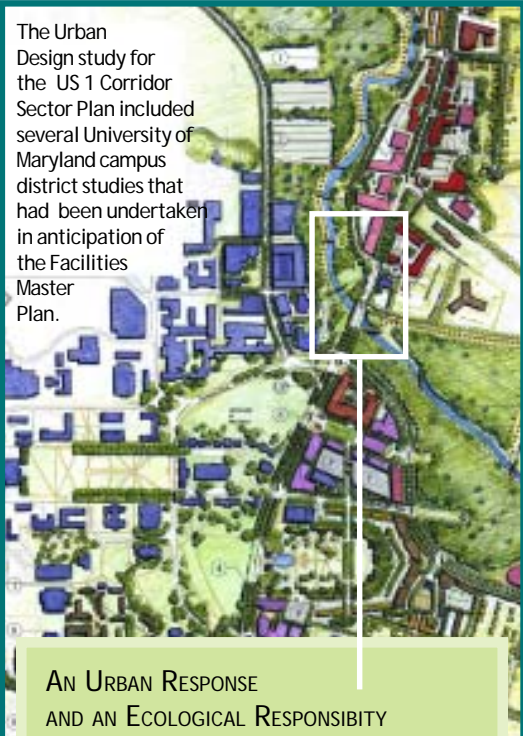 The Urban
Design study for
the US 1 Corridor
Sector Plan included
several University of
Maryland campus
district studies that
had been undertaken
in anticipation of
the Facilities
Master
Plan.
AN URBAN RESPONSE
AND AN ECOLOGICAL RESPONSIBITY